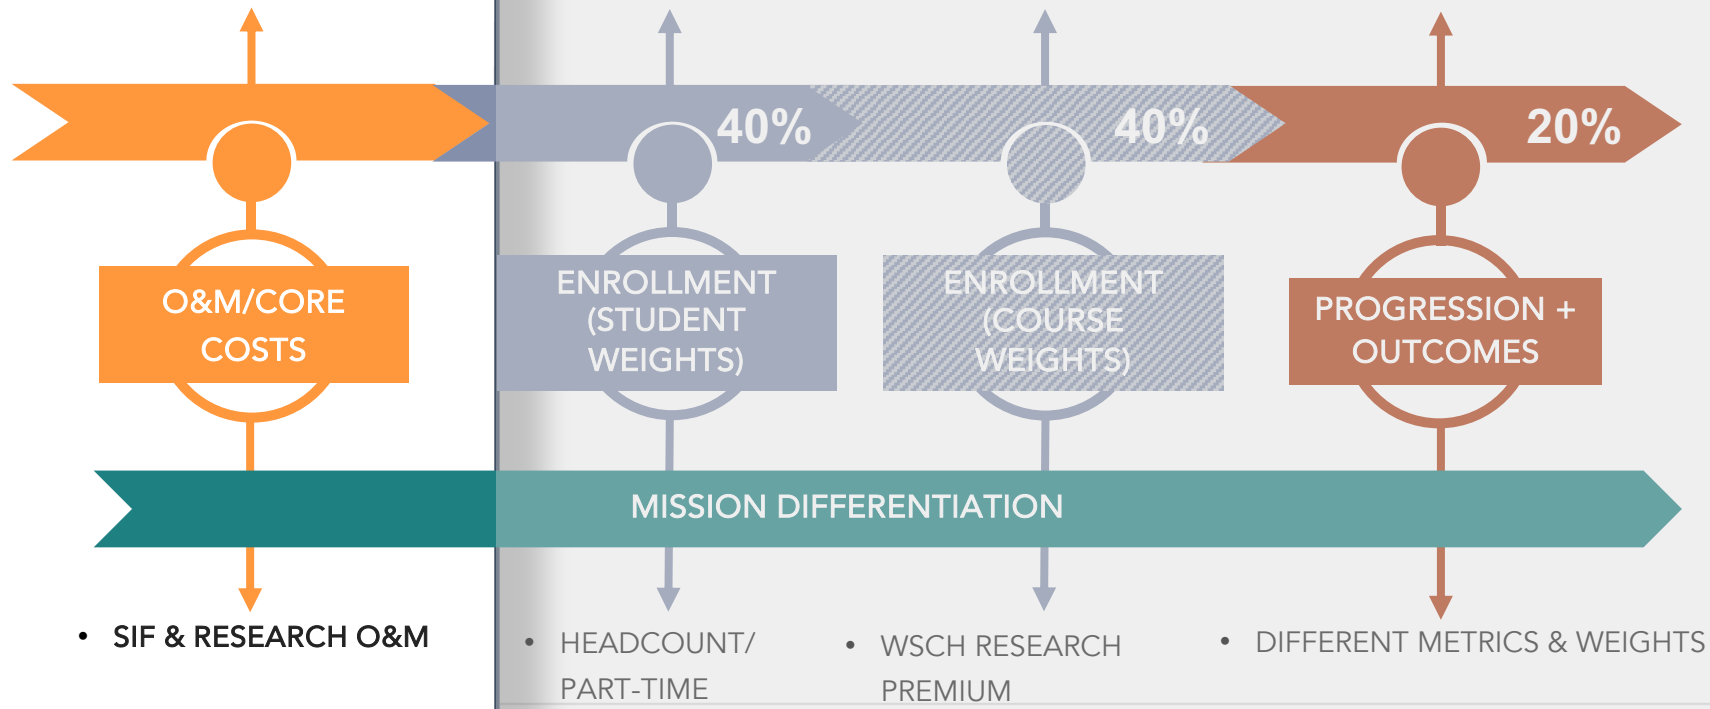 40%
40%
20%
O&M/CORE
COSTS
ENROLLMENT
(STUDENT
WEIGHTS)
ENROLLMENT
(COURSE
WEIGHTS)
PROGRESSION +
OUTCOMES
MISSION DIFFERENTIATION
• SIF & RESEARCH O&M
• HEADCOUNT/
PART-TIME
• WSCH RESEARCH
PREMIUM
• DIFFERENT METRICS & WEIGHTS